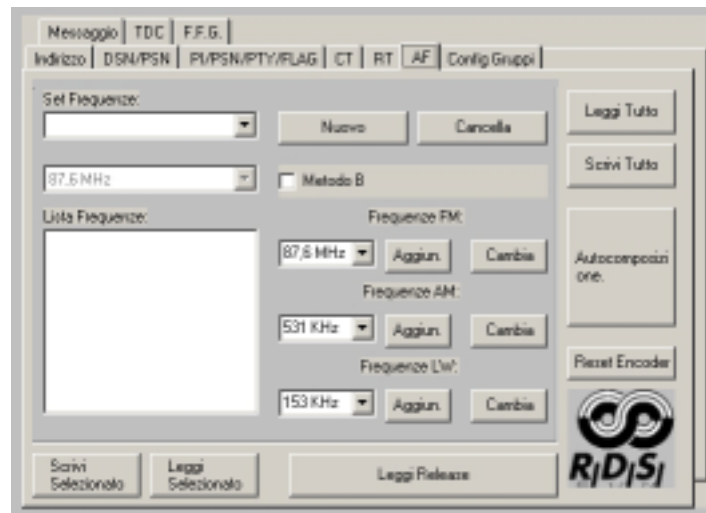 Messaggio TDC F.F.G.
Indirizzo DSN/PSN PI/PSN/PTY/FLAG CT RT AF Config Gruppi
Set Frequenze:
Nuovo Cancella
87,6 MHz
Metodo B
Lista Frequenze:
Frequenze FM:
87,6 MHz Aggiun. Cambia
Frequenze AM:
531 KHz Aggiun. Cambia
Frequenze LW:
153 KHz Aggiun. Cambia
Leggi Tutto
Scrivi Tutto
Autocomposizi
one.
Reset Encoder
R/D/S/
Scrivi
Selezionato
Leggi
Selezionato
Leggi Release